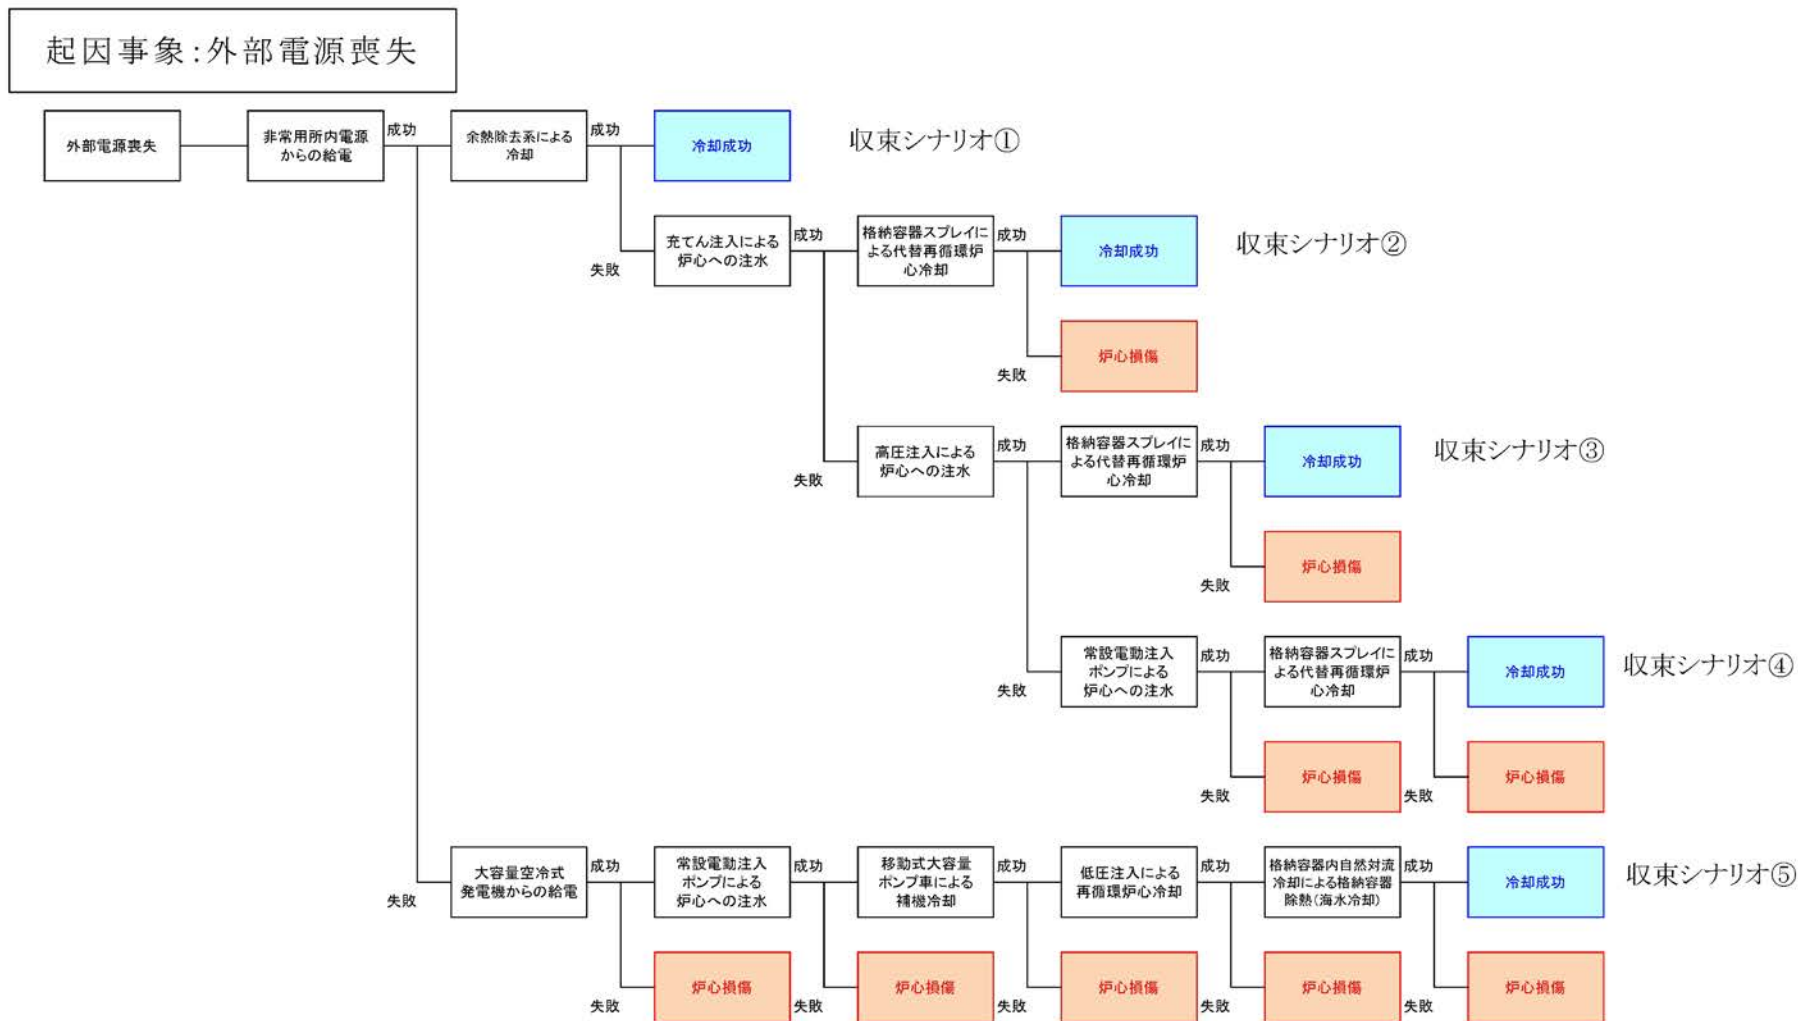 起因事象:外部電源喪失
外部電源喪失
非常用所内電源
からの給電
成功
余熱除去系による
冷却
成功
冷却成功
収束シナリオ①
失敗
充てん注入による
炉心への注水
成功
格納容器スプレイに
よる代替再循環炉
心冷却
成功
冷却成功
収束シナリオ②
失敗
炉心損傷
失敗
高圧注入による
炉心への注水
成功
格納容器スプレイに
よる代替再循環炉
心冷却
成功
冷却成功
収束シナリオ③
失敗
炉心損傷
失敗
常設電動注入
ポンプによる
炉心への注水
成功
格納容器スプレイに
よる代替再循環炉
心冷却
成功
冷却成功
収束シナリオ④
失敗
炉心損傷
失敗
炉心損傷
失敗
大容量空冷式
発電機からの給電
成功
常設電動注入
ポンプによる
炉心への注水
成功
移動式大容量
ポンプ車による
補機冷却
成功
低圧注入による
再循環炉心冷却
成功
格納容器内自然対流
冷却による格納容器
除熱(海水冷却)
成功
冷却成功
収束シナリオ⑤
失敗
炉心損傷
失敗
炉心損傷
失敗
炉心損傷
失敗
炉心損傷
失敗
炉心損傷